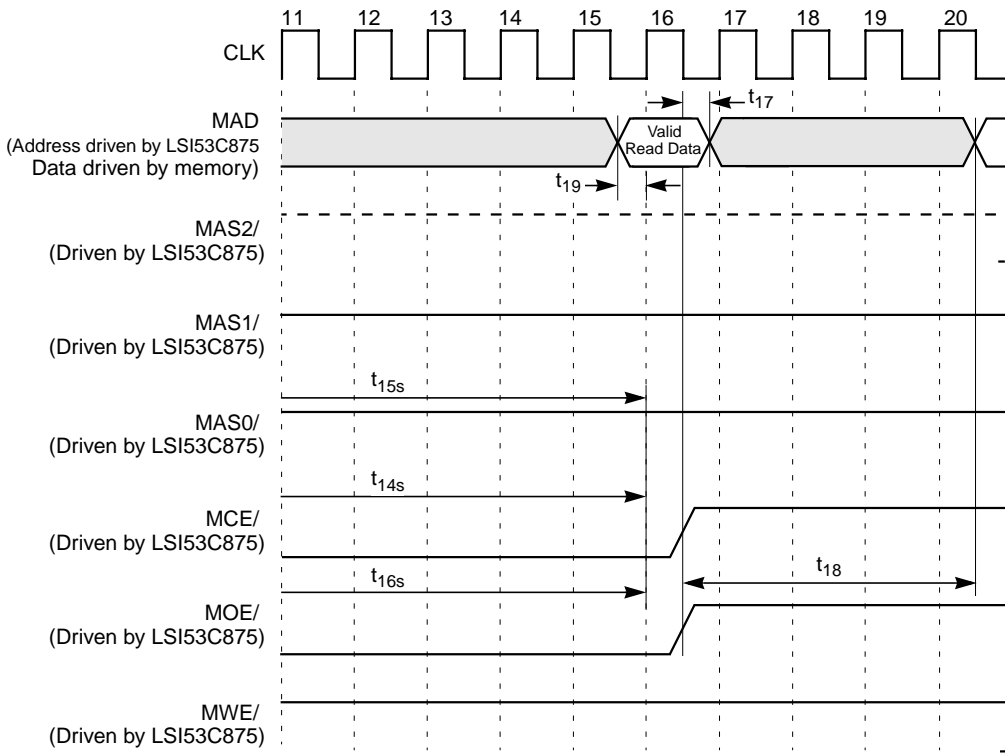 11 12 13 14 15 16 17 18 19 20
CLK
t17
MAD
(Address driven by LSI53C875
Data driven by memory)
Valid
Read Data
t19
MAS2/
(Driven by LSI53C875)
MAS1/
(Driven by LSI53C875)
t15s
MAS0/
(Driven by LSI53C875)
t14s
MCE/
(Driven by LSI53C875)
t18
t16s
MOE/
(Driven by LSI53C875)
MWE/
(Driven by LSI53C875)